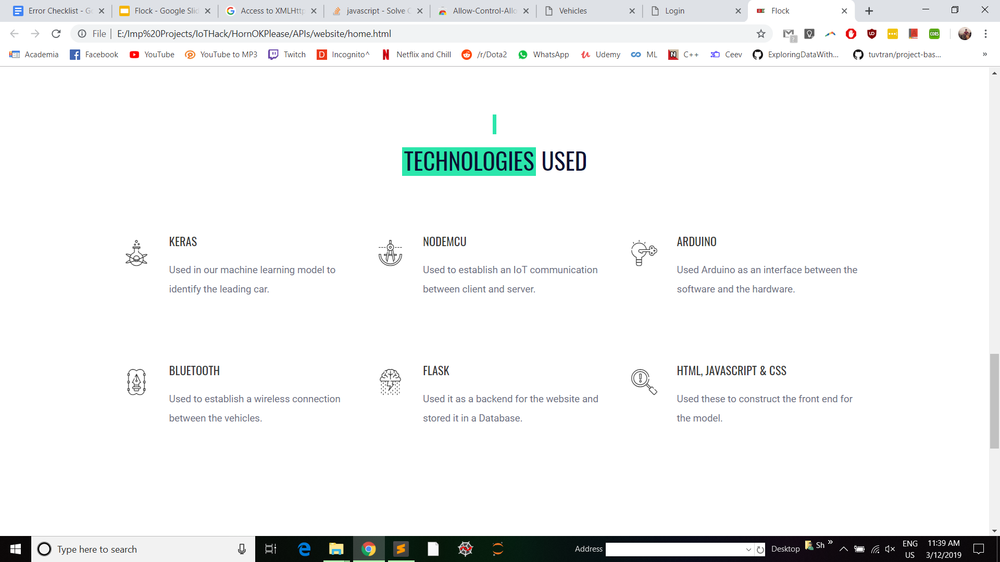 Error Checklist - Go
Flock - Google Slid
Access to XMLHttp
javascript - Solve C
Allow-Control-Allo
Vehicles
Login
Flock
File
E:/Imp%20Projects/IoTHack/HornOKPlease/APIs/website/home.html
CORS
Academia
Facebook
YouTube
YouTube to MP3
Twitch
Incognito^
Netflix and Chill
/r/Dota2
WhatsApp
Udemy
ML
C++
Ceev
ExploringDataWith...
tuvtran/project-bas...
»
TECHNOLOGIES USED
KERAS
Used in our machine learning model to
identify the leading car.
NODEMCU
Used to establish an IoT communication
between client and server.
ARDUINO
Used Arduino as an interface between the
software and the hardware.
BLUETOOTH
Used to establish a wireless connection
between the vehicles.
FLASK
Used it as a backend for the website and
stored it in a Database.
HTML, JAVASCRIPT & CSS
Used these to construct the front end for
the model.
Type here to search
Address
Desktop
Sh
»
ENG
US
11:39 AM
3/12/2019